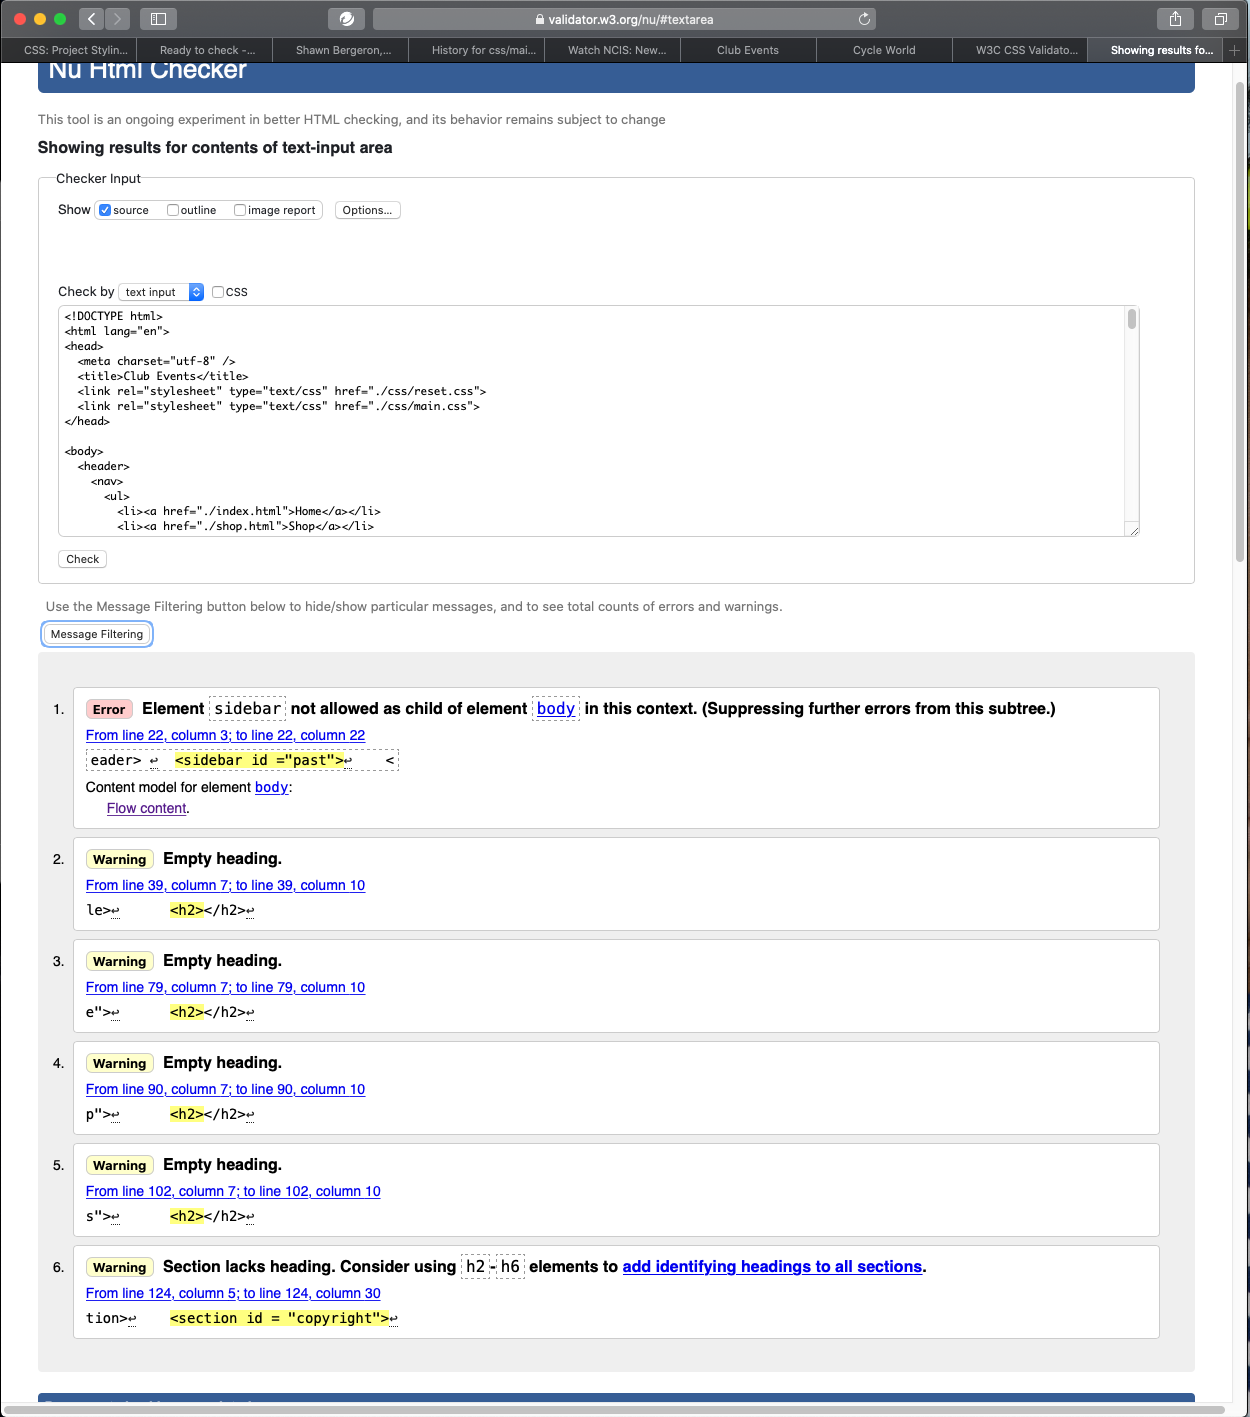 validator.w3.org/nu/#textarea
CSS: Project Stylin... Ready to check -... Shawn Bergeron,... History for css/mai... Watch NCIS: New... Club Events Cycle World W3C CSS Validato... Showing results fo...
Nu Html Checker
This tool is an ongoing experiment in better HTML checking, and its behavior remains subject to change
Showing results for contents of text-input area
Checker Input
Show source outline image report Options...
Check by text input CSS
<!DOCTYPE html>
<html lang="en">
<head>
<meta charset="utf-8" />
<title>Club Events</title>
<link rel="stylesheet" type="text/css" href="./css/reset.css">
<link rel="stylesheet" type="text/css" href="./css/main.css">
</head>
<body>
<header>
<nav>
<ul>
<li><a href="./index.html">Home</a></li>
<li><a href="./shop.html">Shop</a></li>
Check
Use the Message Filtering button below to hide/show particular messages, and to see total counts of errors and warnings.
Message Filtering
1. Error Element sidebar not allowed as child of element body in this context. (Suppressing further errors from this subtree.)
From line 22, column 3; to line 22, column 22
eader> ↩ <sidebar id ="past">↩ <
Content model for element body:
Flow content.
2. Warning Empty heading.
From line 39, column 7; to line 39, column 10
le>↩ <h2></h2>↩
3. Warning Empty heading.
From line 79, column 7; to line 79, column 10
e">↩ <h2></h2>↩
4. Warning Empty heading.
From line 90, column 7; to line 90, column 10
p">↩ <h2></h2>↩
5. Warning Empty heading.
From line 102, column 7; to line 102, column 10
s">↩ <h2></h2>↩
6. Warning Section lacks heading. Consider using h2-h6 elements to add identifying headings to all sections.
From line 124, column 5; to line 124, column 30
tion>↩ <section id = "copyright">↩